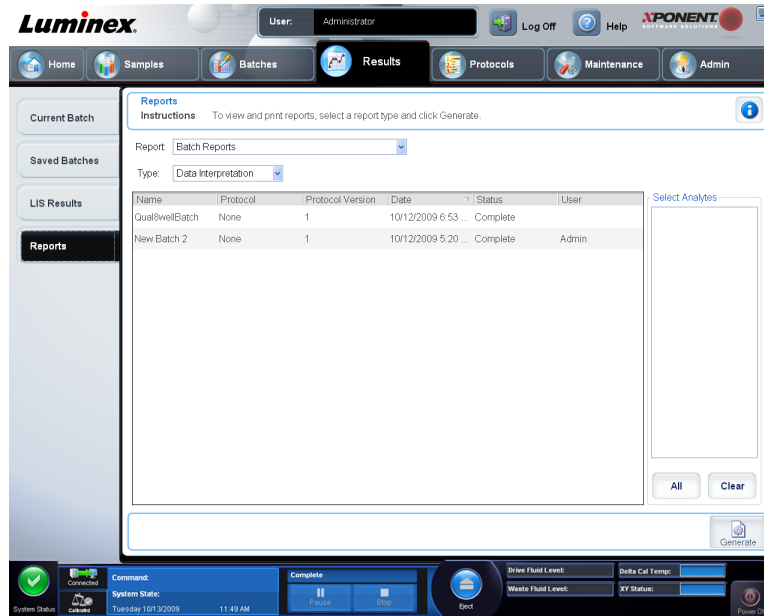 Luminex.
User: Administrator
Log Off
Help
XPONENT
SOFTWARE SOLUTIONS
Home
Samples
Batches
Results
Protocols
Maintenance
Admin
Current Batch
Saved Batches
LIS Results
Reports
Reports
Instructions To view and print reports, select a report type and click Generate.
Report: Batch Reports
Type: Data Interpretation
Name Protocol Protocol Version Date Status User
Qual8wellBatch None 1 10/12/2009 6:53 ... Complete
New Batch 2 None 1 10/12/2009 5:20 ... Complete Admin
Select Analytes
All
Clear
Generate
System Status
Connected
Calibrated
Command:
System State:
Tuesday 10/13/2009 11:49 AM
Complete
Pause
Stop
Eject
Drive Fluid Level:
Waste Fluid Level:
Delta Cal Temp:
XY Status:
Power Of